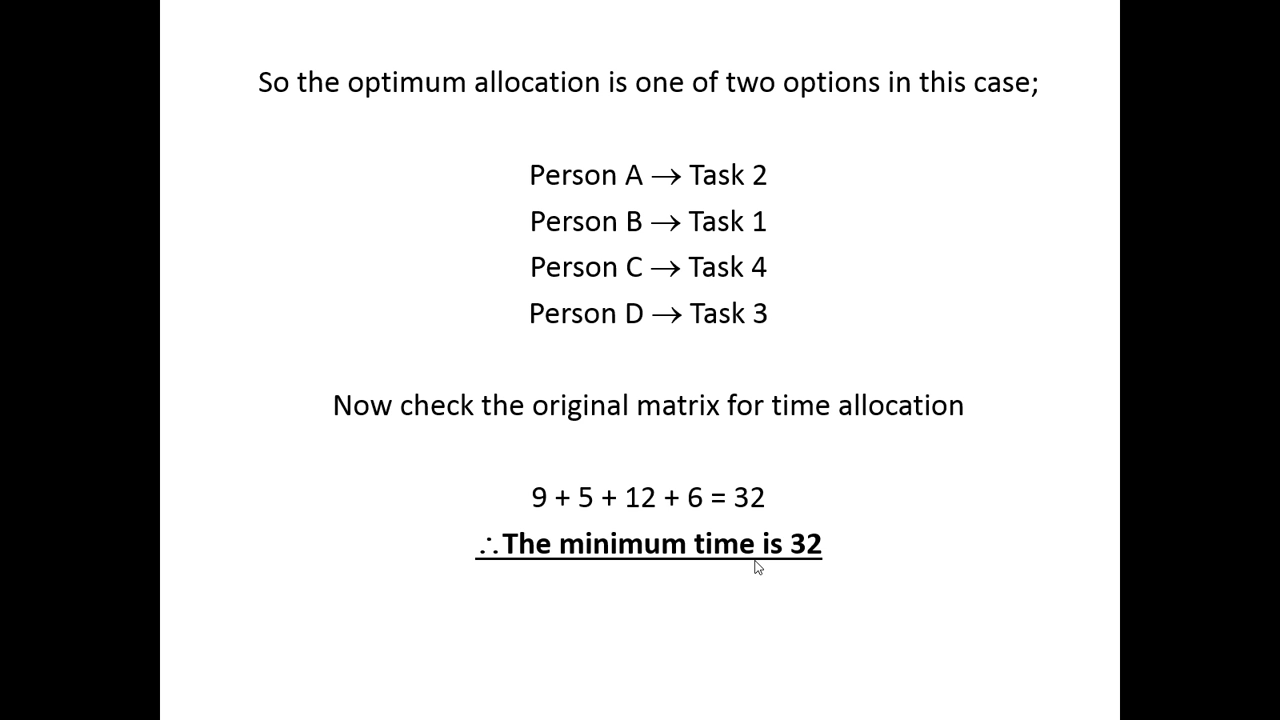 So the optimum allocation is one of two options in this case;
Person A → Task 2
Person B → Task 1
Person C → Task 4
Person D → Task 3
Now check the original matrix for time allocation
9 + 5 + 12 + 6 = 32
∴The minimum time is 32